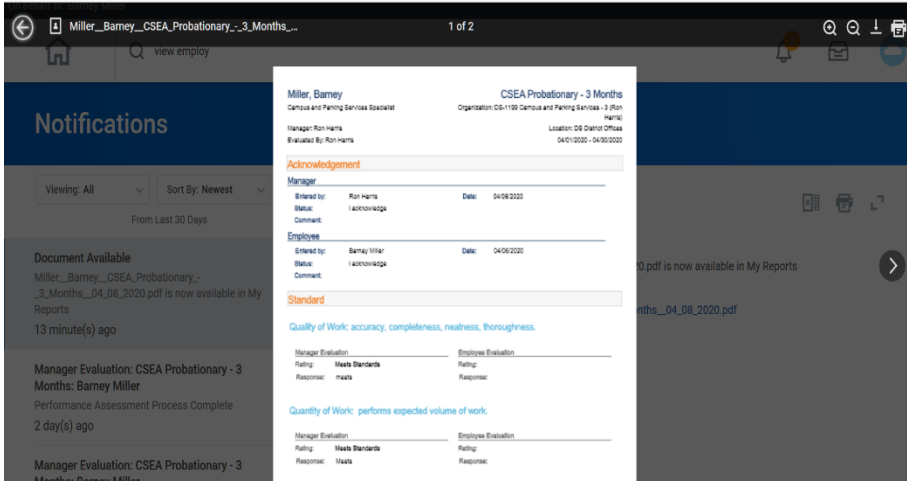 On behalf of: Barney Miller
Miller__Barney__CSEA_Probationary_-_3_Months_...
1 of 2
view employ
Notifications
Viewing: All
Sort By: Newest
From Last 30 Days
Document Available
Miller__Barney__CSEA_Probationary_-
_3_Months__04_08_2020.pdf is now available in My
Reports
13 minute(s) ago
Manager Evaluation: CSEA Probationary - 3
Months: Barney Miller
Performance Assessment Process Complete
2 day(s) ago
Manager Evaluation: CSEA Probationary - 3
Months: Barney Miller
Miller, Barney
CSEA Probationary - 3 Months
Campus and Parking Services Specialist
Organization: DS-1199 Campus and Parking Services - 3 (Ron
Harris)
Manager: Ron Harris
Location: DS District Offices
Evaluated By: Ron Harris
04/01/2020 - 04/30/2020
Acknowledgement
Manager
Entered by: Ron Harris Date: 04/06/2020
Status: I acknowledge
Comment:
Employee
Entered by: Barney Miller Date: 04/06/2020
Status: I acknowledge
Comment:
Standard
Quality of Work: accuracy, completeness, neatness, thoroughness.
Manager Evaluation Employee Evaluation
Rating: Meets Standards Rating:
Response: meets Response:
Quantity of Work: performs expected volume of work.
Manager Evaluation Employee Evaluation
Rating: Meets Standards Rating:
Response: Meets Response:
0.pdf is now available in My Reports
nths__04_08_2020.pdf